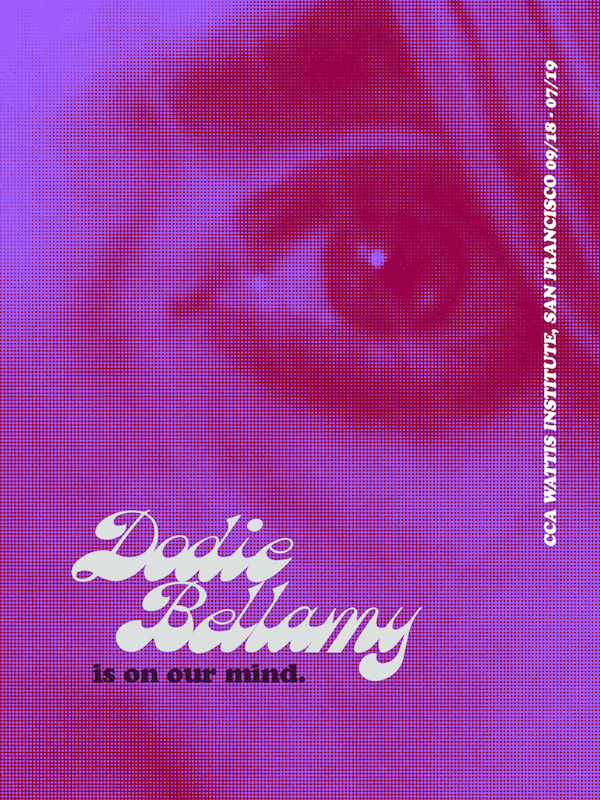 CCA WATTIS INSTITUTE, SAN FRANCISCO 09/18 - 07/19
Dodie
Bellamy
is on our mind.